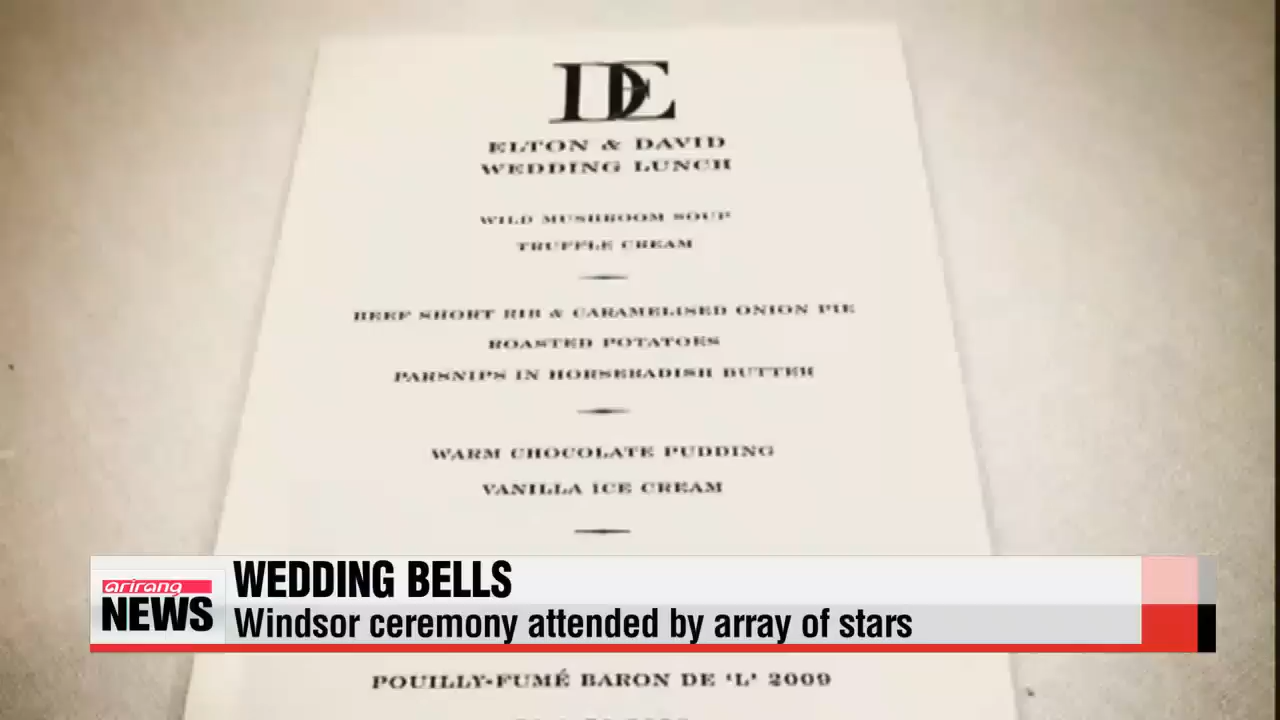 DE
ELTON & DAVID
WEDDING LUNCH
WILD MUSHROOM SOUP
TRUFFLE CREAM
BEEF SHORT RIB & CARAMELISED ONION PIE
ROASTED POTATOES
PARSNIPS IN HORSERADISH BUTTER
WARM CHOCOLATE PUDDING
VANILLA ICE CREAM
arirang
NEWS
WEDDING BELLS
Windsor ceremony attended by array of stars
POUILLY-FUMÉ BARON DE 'L' 2009